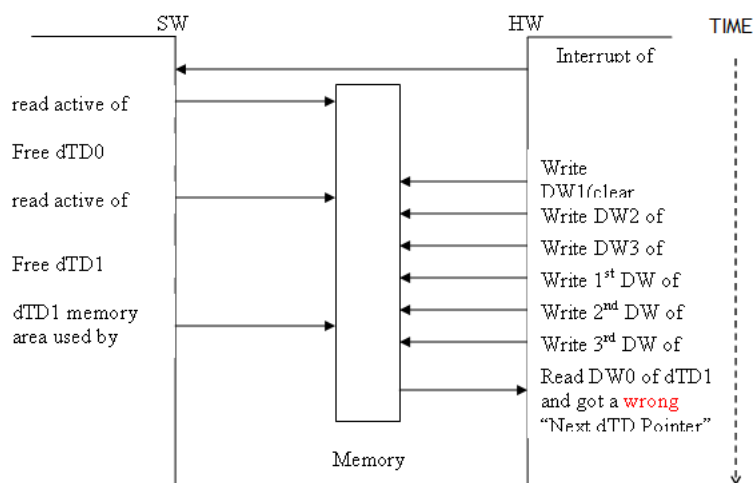 SW
HW
TIME
Interrupt of
read active of
Free dTD0
Write
DW1(clear
read active of
Write DW2 of
Write DW3 of
Free dTD1
Write 1st DW of
dTD1 memory
area used by
Write 2nd DW of
Write 3rd DW of
Read DW0 of dTD1
and got a wrong
“Next dTD Pointer”
Memory